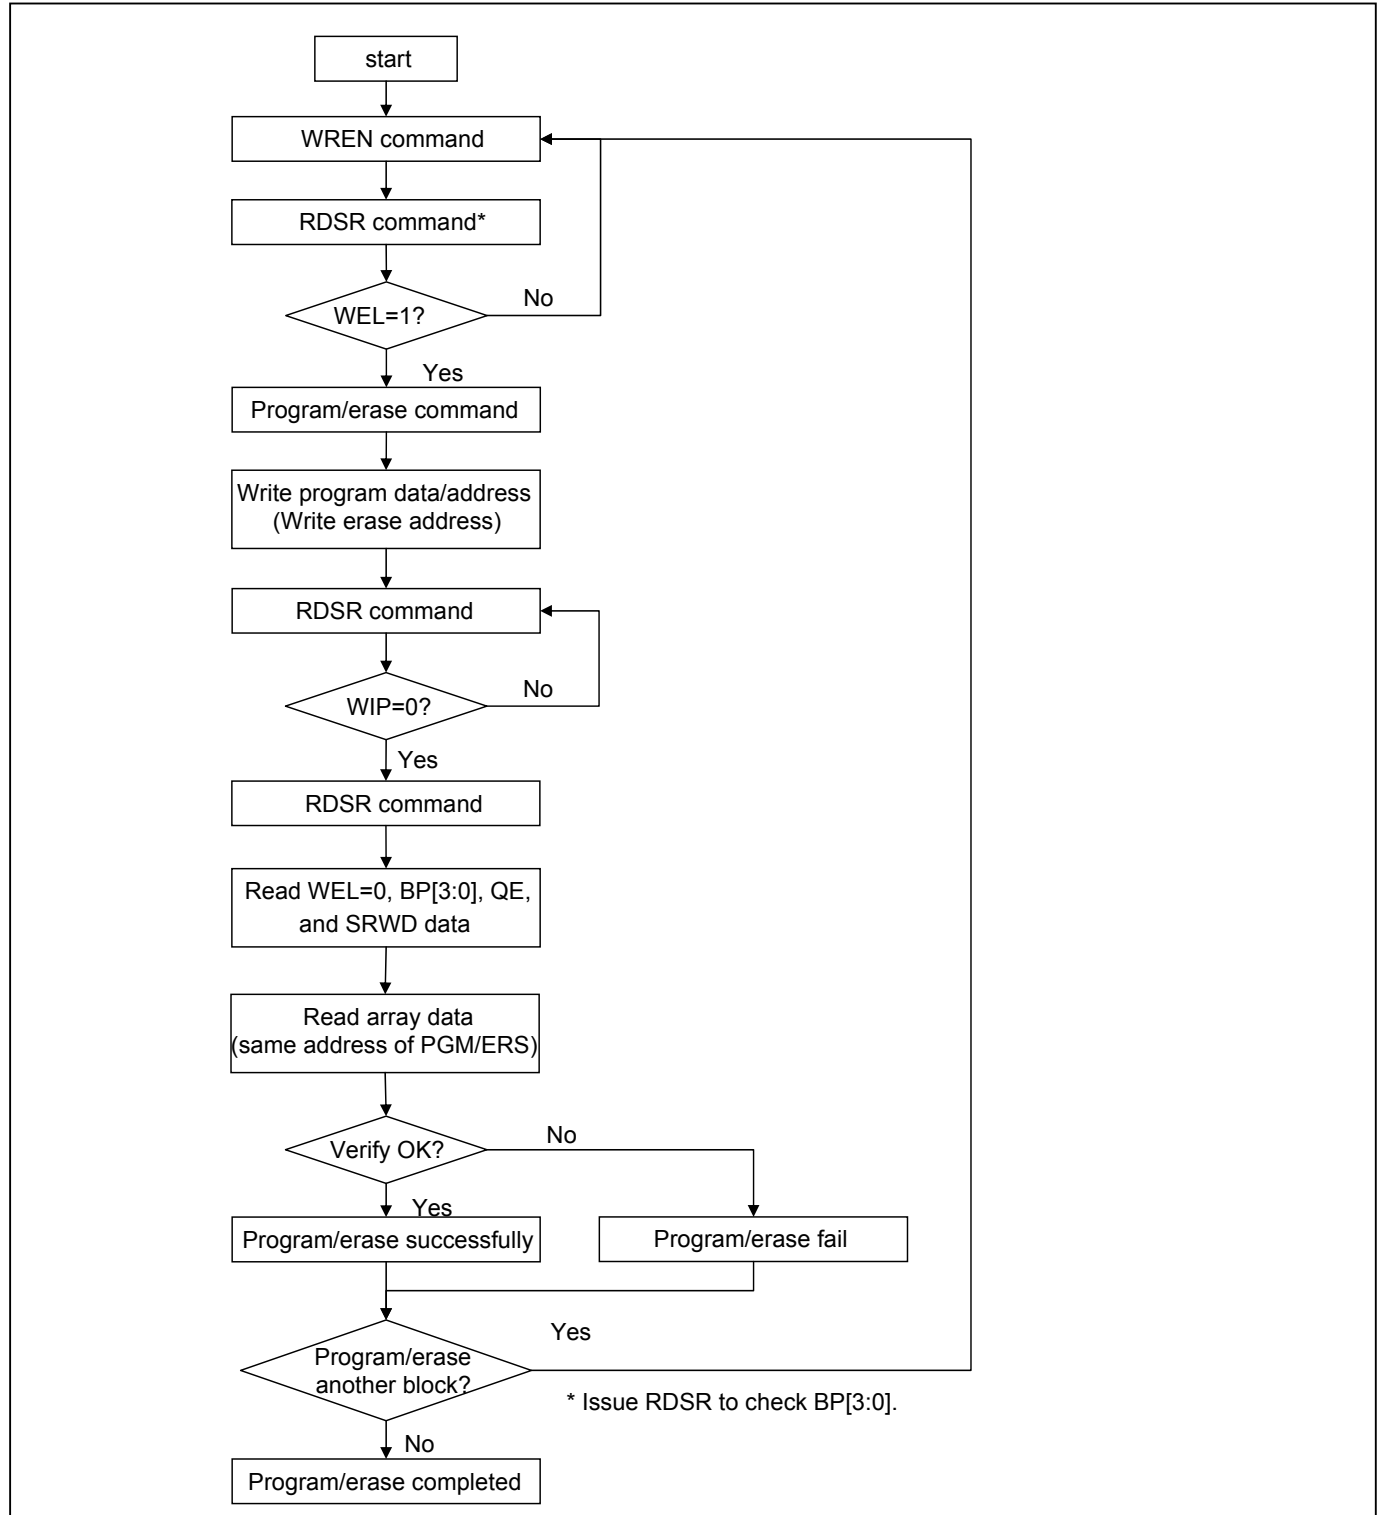 start
WREN command
RDSR command*
WEL=1?
No
Yes
Program/erase command
Write program data/address
(Write erase address)
RDSR command
WIP=0?
No
Yes
RDSR command
Read WEL=0, BP[3:0], QE,
and SRWD data
Read array data
(same address of PGM/ERS)
Verify OK?
No
Yes
Program/erase successfully
Program/erase fail
Yes
Program/erase
another block?
* Issue RDSR to check BP[3:0].
No
Program/erase completed